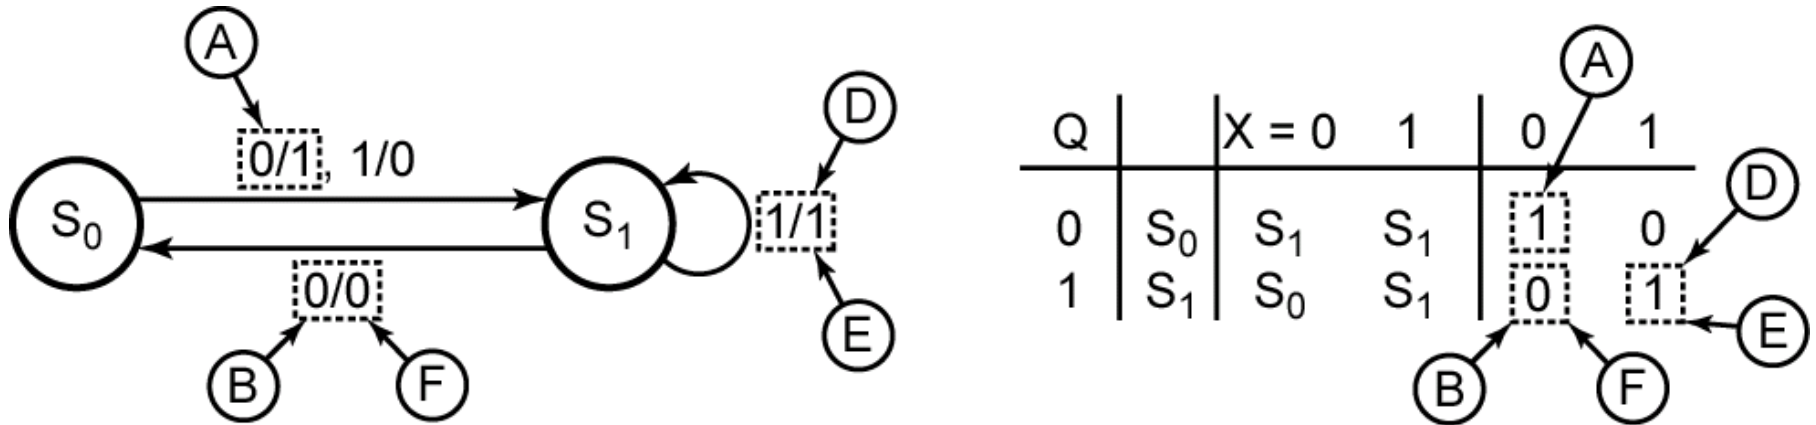 A
0/1, 1/0
D
S₀
S₁
1/1
0/0
E
B
F
A
Q X = 0 1 0 1
D
0 S₀ S₁ S₁ 1 0
1 S₁ S₀ S₁ 0 1
E
B
F